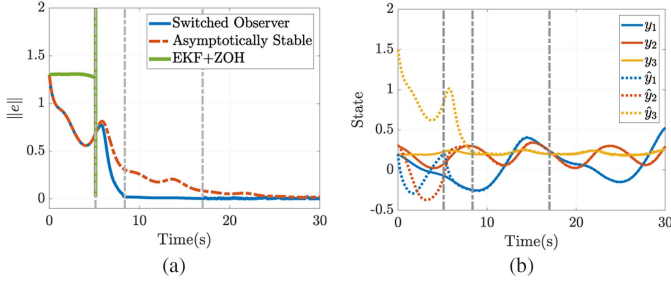 2
1.5
1
0.5
0
‖e‖
Switched Observer
Asymptotically Stable
EKF+ZOH
0 10 20 30
Time(s)
(a)
2
1.5
1
0.5
0
-0.5
State
y₁
y₂
y₃
ŷ₁
ŷ₂
ŷ₃
0 10 20 30
Time(s)
(b)